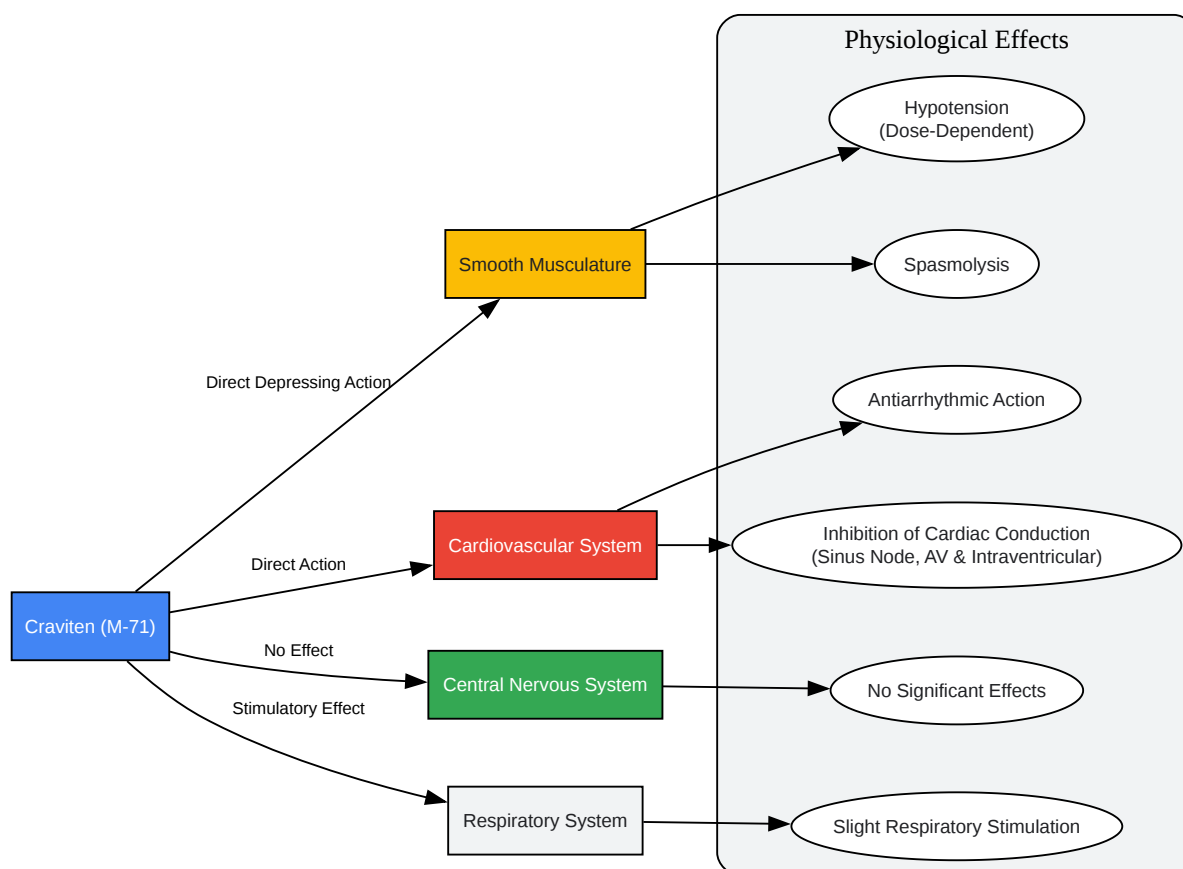 Physiological Effects
Hypotension
(Dose-Dependent)
Smooth Musculature
Spasmolysis
Direct Depressing Action
Antiarrhythmic Action
Cardiovascular System
Inhibition of Cardiac Conduction
(Sinus Node, AV & Intraventricular)
Direct Action
Craviten (M-71)
No Effect
Central Nervous System
No Significant Effects
Stimulatory Effect
Respiratory System
Slight Respiratory Stimulation